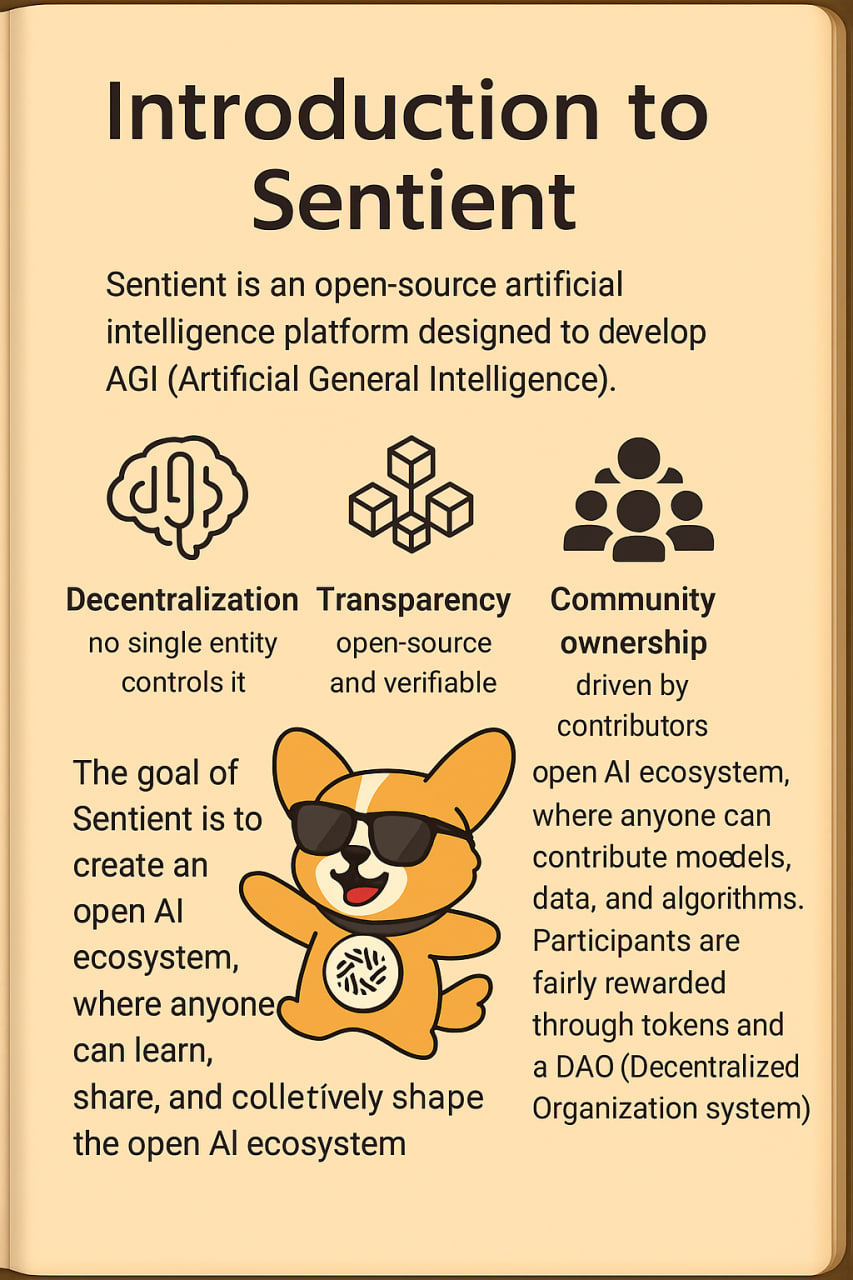 Introduction to
Sentient
Sentient is an open-source artificial
intelligence platform designed to develop
AGI (Artificial General Intelligence).
Decentralization
no single entity
controls it
Transparency
open-source
and verifiable
Community
ownership
driven by
contributors
The goal of
Sentient is to
create an
open AI
ecosystem,
where anyone
can learn,
share, and colletívely shape
the open AI ecosystem
open AI ecosystem,
where anyone can
contribute moedels,
data, and algorithms.
Participants are
fairly rewarded
through tokens and
a DAO (Decentralized
Organization system)